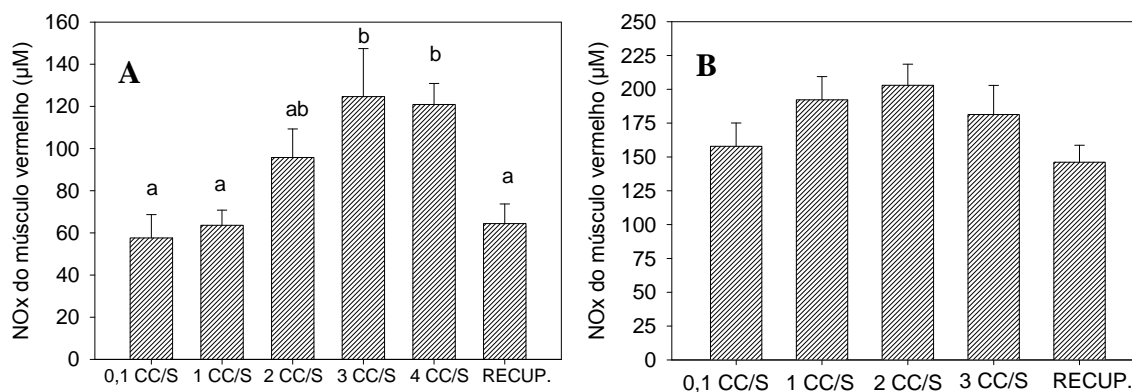 A
NOx do músculo vermelho (µM)
160
140
120
100
80
60
40
20
0
a
a
ab
b
b
a
0,1 CC/S 1 CC/S 2 CC/S 3 CC/S 4 CC/S RECUP.
B
NOx do músculo vermelho (µM)
250
225
200
175
150
125
100
75
50
25
0
0,1 CC/S 1 CC/S 2 CC/S 3 CC/S RECUP.